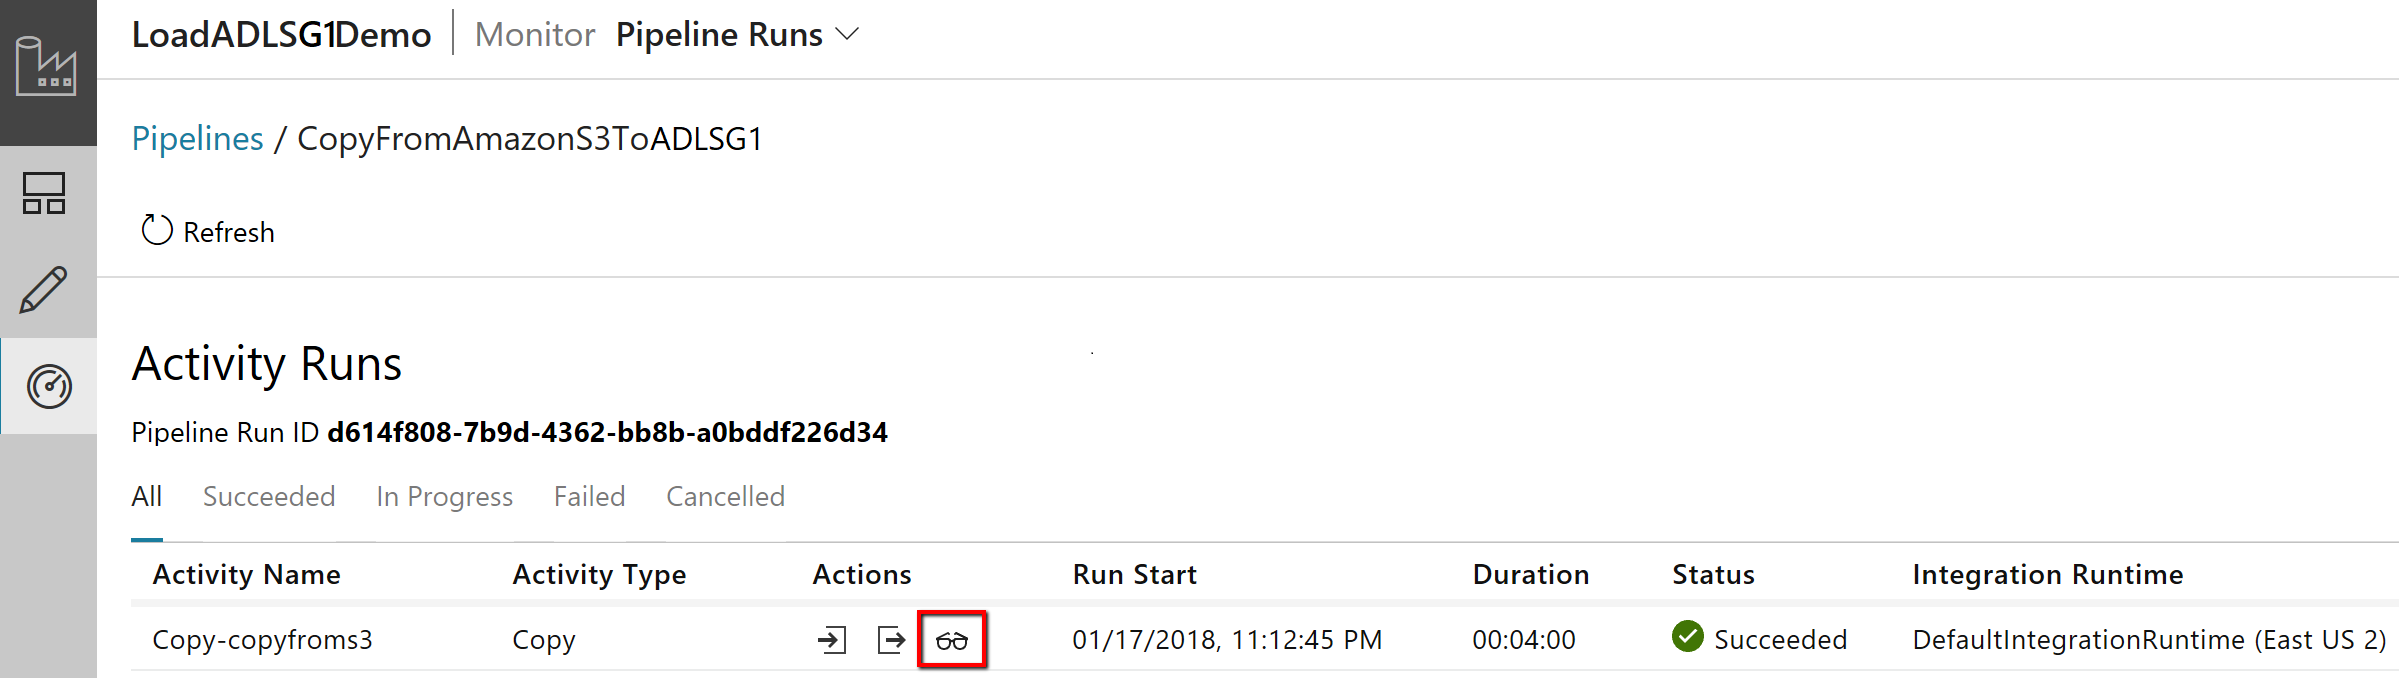 LoadADLSG1Demo Monitor Pipeline Runs
Pipelines / CopyFromAmazonS3ToADLSG1
Refresh
Activity Runs
Pipeline Run ID d614f808-7b9d-4362-bb8b-a0bddf226d34
All Succeeded In Progress Failed Cancelled
Activity Name Activity Type Actions Run Start Duration Status Integration Runtime
Copy-copyfroms3 Copy 01/17/2018, 11:12:45 PM 00:04:00 Succeeded DefaultIntegrationRuntime (East US 2)